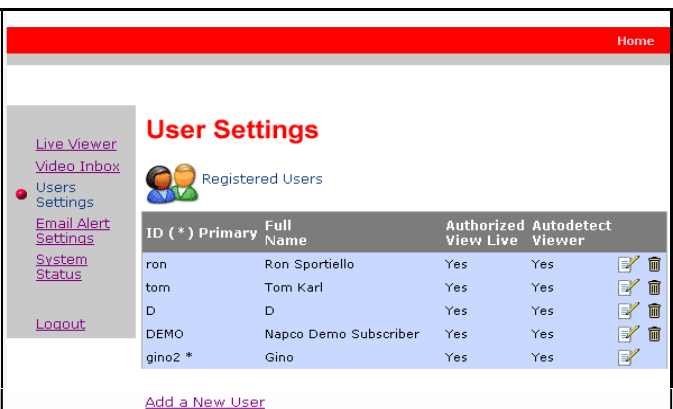 Home
Live Viewer
Video Inbox
Users
Settings
Email Alert
Settings
System
Status
Logout
User Settings
Registered Users
ID (*) Primary Full Name Authorized View Live Autodetect Viewer
ron Ron Sportiello Yes Yes
tom Tom Karl Yes Yes
D D Yes Yes
DEMO Napco Demo Subscriber Yes Yes
gino2 * Gino Yes Yes
Add a New User